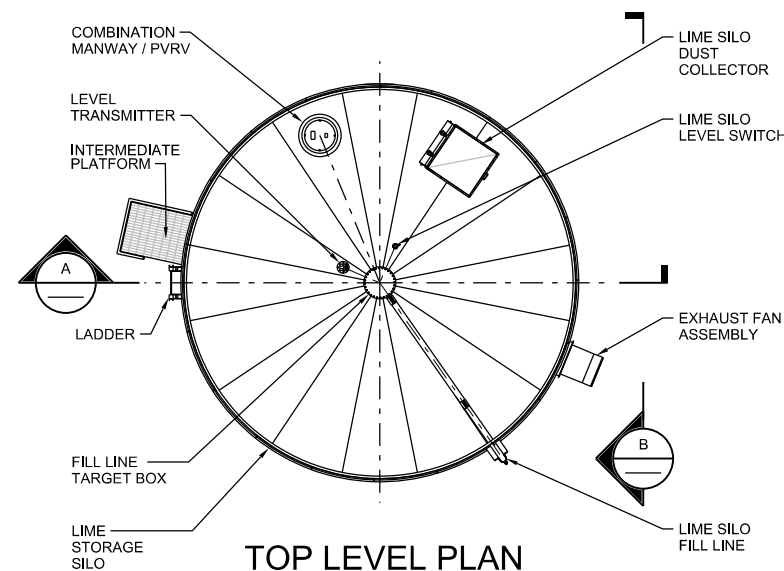 COMBINATION
MANWAY / PVRV
LEVEL
TRANSMITTER
INTERMEDIATE
PLATFORM
A
LADDER
FILL LINE
TARGET BOX
LIME
STORAGE
SILO
LIME SILO
DUST
COLLECTOR
LIME SILO
LEVEL SWITCH
EXHAUST FAN
ASSEMBLY
B
LIME SILO
FILL LINE
TOP LEVEL PLAN